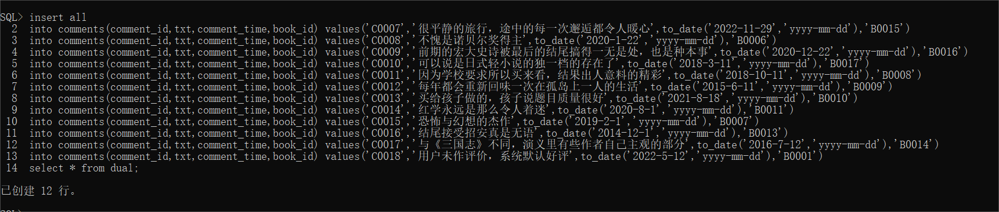 SQL> insert all
2 into comments(comment_id,txt,comment_time,book_id) values('C0007','很平静的旅行，途中的每一次邂逅都令人暖心',to_date('2022-11-29','yyyy-mm-dd'),'B0015')
3 into comments(comment_id,txt,comment_time,book_id) values('C0008','不愧是诺贝尔奖得主',to_date('2020-1-22','yyyy-mm-dd'),'B0006')
4 into comments(comment_id,txt,comment_time,book_id) values('C0009','前期的宏大史诗被最后的结尾搞得一无是处，也是种本事',to_date('2020-12-22','yyyy-mm-dd'),'B0016')
5 into comments(comment_id,txt,comment_time,book_id) values('C0010','可以说是日式轻小说的独一档的存在了',to_date('2018-3-11','yyyy-mm-dd'),'B0017')
6 into comments(comment_id,txt,comment_time,book_id) values('C0011','因为学校要求所以买来看，结果出人意料的精彩',to_date('2018-10-11','yyyy-mm-dd'),'B0008')
7 into comments(comment_id,txt,comment_time,book_id) values('C0012','每年都会重新回味一次在孤岛上一人的生活',to_date('2015-6-11','yyyy-mm-dd'),'B0009')
8 into comments(comment_id,txt,comment_time,book_id) values('C0013','买给孩子做的，孩子说题目质量很好',to_date('2021-8-18','yyyy-mm-dd'),'B0010')
9 into comments(comment_id,txt,comment_time,book_id) values('C0014','红学永远是那么令人着迷',to_date('2020-8-1','yyyy-mm-dd'),'B0011')
10 into comments(comment_id,txt,comment_time,book_id) values('C0015','恐怖与幻想的杰作',to_date('2019-2-1','yyyy-mm-dd'),'B0007')
11 into comments(comment_id,txt,comment_time,book_id) values('C0016','结尾接受招安真是无语',to_date('2014-12-1','yyyy-mm-dd'),'B0013')
12 into comments(comment_id,txt,comment_time,book_id) values('C0017','与《三国志》不同，演义里有些作者自己主观的部分',to_date('2016-7-12','yyyy-mm-dd'),'B0014')
13 into comments(comment_id,txt,comment_time,book_id) values('C0018','用户未作评价，系统默认好评',to_date('2022-5-12','yyyy-mm-dd'),'B0001')
14 select * from dual;
已创建 12 行。
SQL>